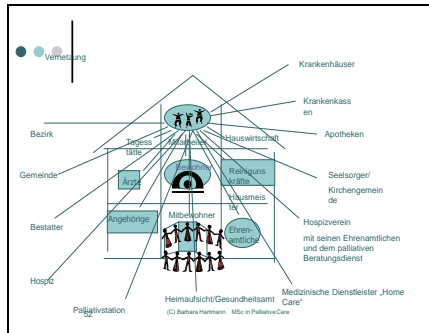 Vernetzung
Krankenhäuser
Krankenkass
en
Apotheken
Bezirk
Tagess
tätte
Mitarbeiter
Hauswirtschaft
Gemeinde
Ärzte
Bewohner
Reinigungs
kräfte
Seelsorger/
Kirchengemein
de
Hausmeis
ter
Bestatter
Angehörige
Mitbewohner
Ehren-
amtliche
Hospizverein
mit seinen Ehrenamtlichen
und dem palliativen
Beratungsdienst
Hospiz
Palliativstation
52
Heimaufsicht/Gesundheitsamt
(C) Barbara Hartmann MSc in PalliativeCare
Medizinische Dienstleister „Home
Care“